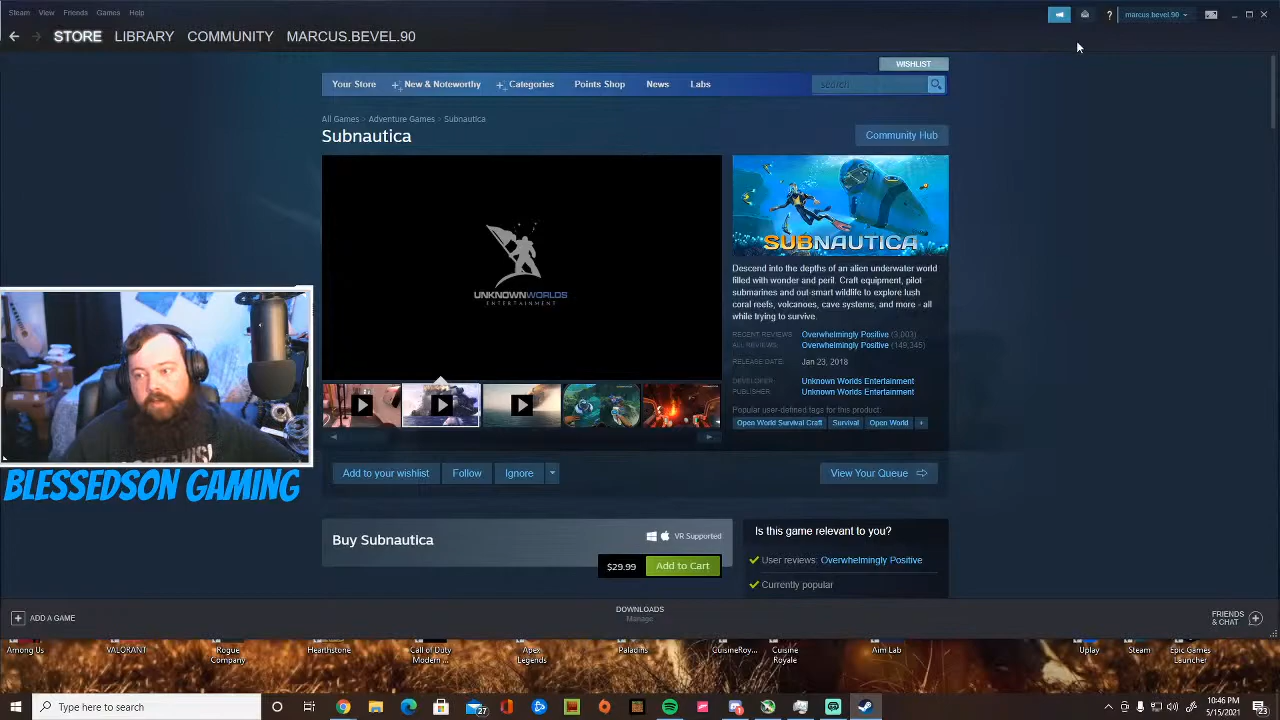 Steam View Friends Games Help
marcus.bevel.90
STORE LIBRARY COMMUNITY MARCUS.BEVEL.90
WISHLIST
Your Store New & Noteworthy Categories Points Shop News Labs
search
All Games > Adventure Games > Subnautica
Subnautica
Community Hub
UNKNOWNWORLDS
ENTERTAINMENT
SUBNAUTICA
Descend into the depths of an alien underwater world
filled with wonder and peril. Craft equipment, pilot
submarines and out-smart wildlife to explore lush
coral reefs, volcanoes, cave systems, and more - all
while trying to survive.
RECENT REVIEWS: Overwhelmingly Positive (3,003)
ALL REVIEWS: Overwhelmingly Positive (149,345)
RELEASE DATE: Jan 23, 2018
DEVELOPER: Unknown Worlds Entertainment
PUBLISHER: Unknown Worlds Entertainment
Popular user-defined tags for this product:
Open World Survival Craft Survival Open World +
BLESSEDSON GAMING
Add to your wishlist Follow Ignore
View Your Queue
Buy Subnautica
VR Supported
$29.99 Add to Cart
Is this game relevant to you?
User reviews: Overwhelmingly Positive
Currently popular
ADD A GAME
DOWNLOADS
Manage
FRIENDS
& CHAT
Among Us
VALORANT
Rogue
Company
Hearthstone
Call of Duty
Modern ...
Apex
Legends
Paladins
CuisineRoy...
Cuisine
Royale
Aim Lab
Uplay
Steam
Epic Games
Launcher
Type here to search
27
10:46 PM
5/15/2021